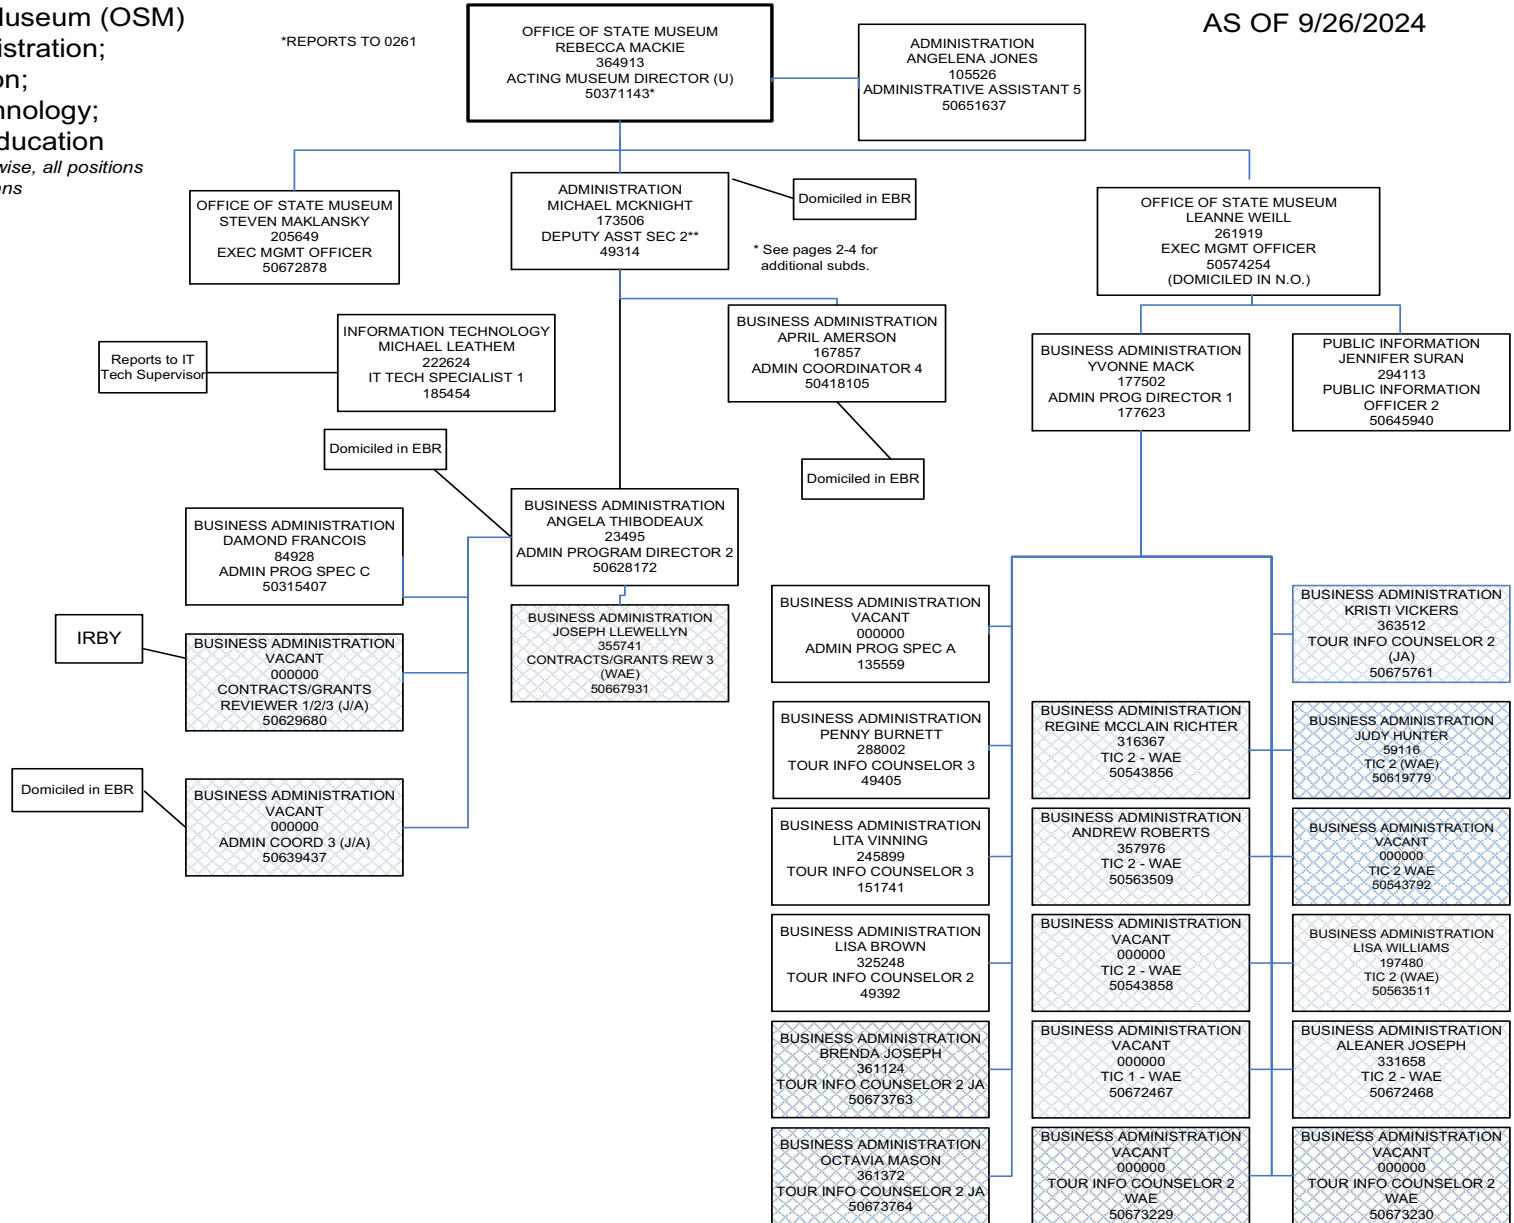 Museum (OSM)
istration;
on;
hnology;
ducation
wise, all positions
ans
*REPORTS TO 0261
AS OF 9/26/2024
OFFICE OF STATE MUSEUM
REBECCA MACKIE
364913
ACTING MUSEUM DIRECTOR (U)
50371143*
ADMINISTRATION
ANGELENA JONES
105526
ADMINISTRATIVE ASSISTANT 5
50651637
OFFICE OF STATE MUSEUM
STEVEN MAKLANSKY
205649
EXEC MGMT OFFICER
50672878
ADMINISTRATION
MICHAEL MCKNIGHT
173506
DEPUTY ASST SEC 2**
49314
Domiciled in EBR
* See pages 2-4 for
additional subds.
OFFICE OF STATE MUSEUM
LEANNE WEILL
261919
EXEC MGMT OFFICER
50574254
(DOMICILED IN N.O.)
Reports to IT
Tech Supervisor
INFORMATION TECHNOLOGY
MICHAEL LEATHEM
222624
IT TECH SPECIALIST 1
185454
BUSINESS ADMINISTRATION
APRIL AMERSON
167857
ADMIN COORDINATOR 4
50418105
BUSINESS ADMINISTRATION
YVONNE MACK
177502
ADMIN PROG DIRECTOR 1
177623
PUBLIC INFORMATION
JENNIFER SURAN
294113
PUBLIC INFORMATION
OFFICER 2
50645940
Domiciled in EBR
Domiciled in EBR
BUSINESS ADMINISTRATION
DAMOND FRANCOIS
84928
ADMIN PROG SPEC C
50315407
BUSINESS ADMINISTRATION
ANGELA THIBODEAUX
23495
ADMIN PROGRAM DIRECTOR 2
50628172
IRBY
BUSINESS ADMINISTRATION
VACANT
000000
CONTRACTS/GRANTS
REVIEWER 1/2/3 (J/A)
50629680
BUSINESS ADMINISTRATION
JOSEPH LLEWELLYN
355741
CONTRACTS/GRANTS REW 3
(WAE)
50667931
Domiciled in EBR
BUSINESS ADMINISTRATION
VACANT
000000
ADMIN COORD 3 (J/A)
50639437
BUSINESS ADMINISTRATION
VACANT
000000
ADMIN PROG SPEC A
135559
BUSINESS ADMINISTRATION
KRISTI VICKERS
363512
TOUR INFO COUNSELOR 2
(JA)
50675761
BUSINESS ADMINISTRATION
PENNY BURNETT
288002
TOUR INFO COUNSELOR 3
49405
BUSINESS ADMINISTRATION
REGINE MCCLAIN RICHTER
316367
TIC 2 - WAE
50543856
BUSINESS ADMINISTRATION
JUDY HUNTER
59116
TIC 2 (WAE)
50619779
BUSINESS ADMINISTRATION
LITA VINNING
245899
TOUR INFO COUNSELOR 3
151741
BUSINESS ADMINISTRATION
ANDREW ROBERTS
357976
TIC 2 - WAE
50563509
BUSINESS ADMINISTRATION
VACANT
000000
TIC 2 WAE
50543792
BUSINESS ADMINISTRATION
LISA BROWN
325248
TOUR INFO COUNSELOR 2
49392
BUSINESS ADMINISTRATION
VACANT
000000
TIC 2 - WAE
50543858
BUSINESS ADMINISTRATION
LISA WILLIAMS
197480
TIC 2 (WAE)
50563511
BUSINESS ADMINISTRATION
BRENDA JOSEPH
361124
TOUR INFO COUNSELOR 2 JA
50673763
BUSINESS ADMINISTRATION
VACANT
000000
TIC 1 - WAE
50672467
BUSINESS ADMINISTRATION
ALEANER JOSEPH
331658
TIC 2 - WAE
50672468
BUSINESS ADMINISTRATION
OCTAVIA MASON
361372
TOUR INFO COUNSELOR 2 JA
50673764
BUSINESS ADMINISTRATION
VACANT
000000
TOUR INFO COUNSELOR 2
WAE
50673229
BUSINESS ADMINISTRATION
VACANT
000000
TOUR INFO COUNSELOR 2
WAE
50673230